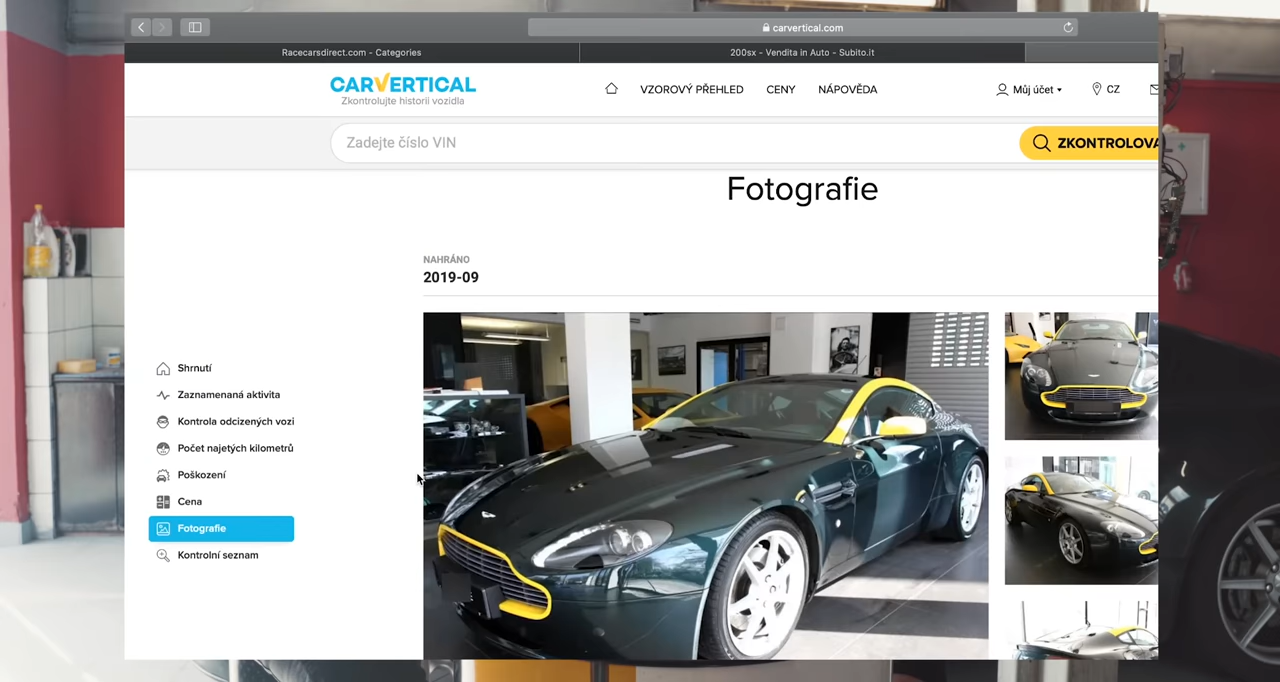 carvertical.com
Racecarsdirect.com - Categories
200sx - Vendita in Auto - Subito.it
CARVERTICAL
Zkontrolujte historii vozidla
VZOROVÝ PŘEHLED
CENY
NÁPOVĚDA
Můj účet
CZ
Zadejte číslo VIN
ZKONTROLOVA
Fotografie
NAHRÁNO
2019-09
Shrnutí
Zaznamenaná aktivita
Kontrola odcizených vozi
Počet najetých kilometrů
Poškození
Cena
Fotografie
Kontrolní seznam